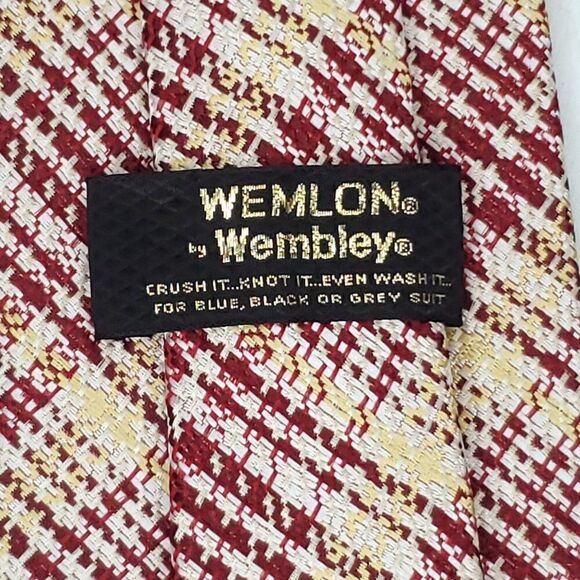 WEMLON®
by Wembley®
CRUSH IT...KNOT IT...EVEN WASH IT...
FOR BLUE, BLACK OR GREY SUIT